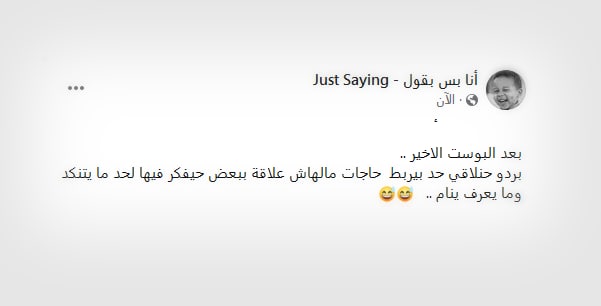 أنا بس بقول - Just Saying
الآن ·
بعد البوست الاخير ..
بردو حنلاقي حد بيربط حاجات مالهاش علاقة ببعض حيفكر فيها لحد ما يتنكد
وما يعرف ينام .. 😅😅